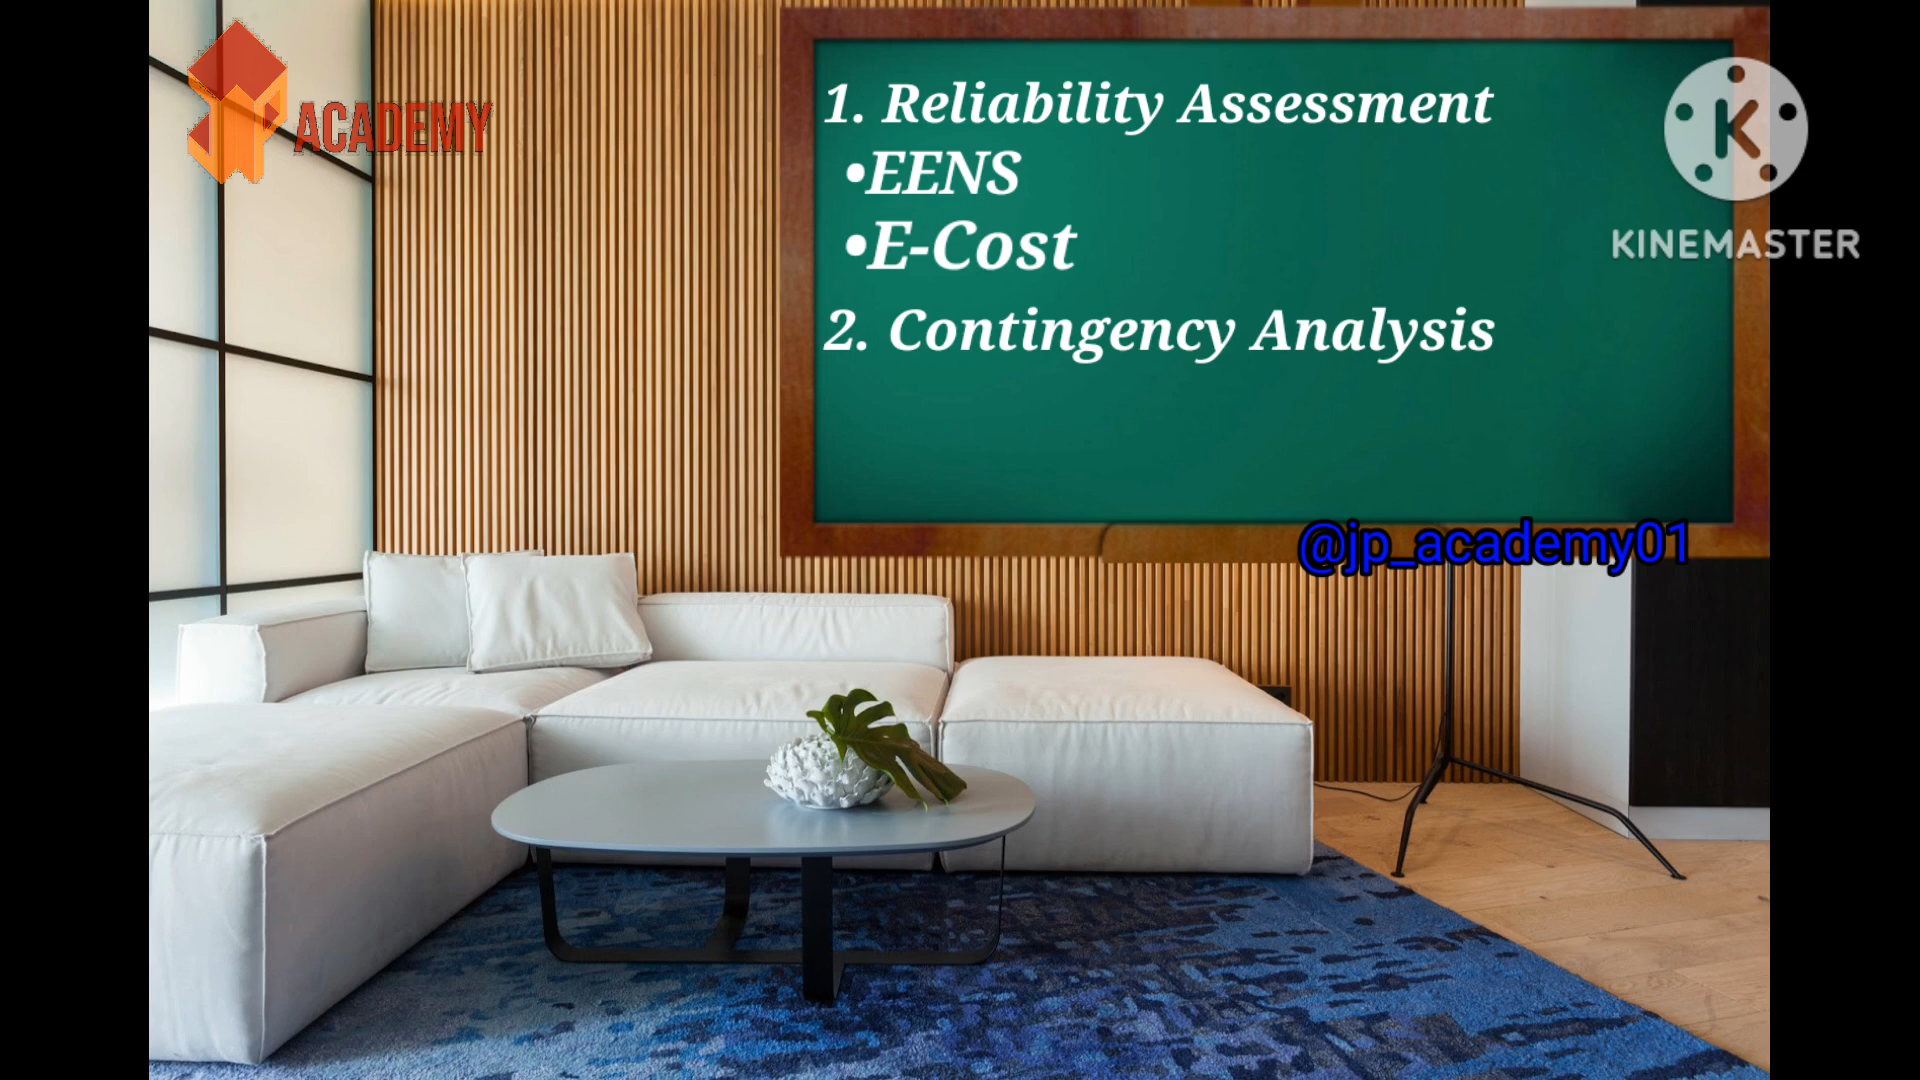 ACADEMY
1. Reliability Assessment
•EENS
•E-Cost
2. Contingency Analysis
K
KINEMASTER
@jp_academy01